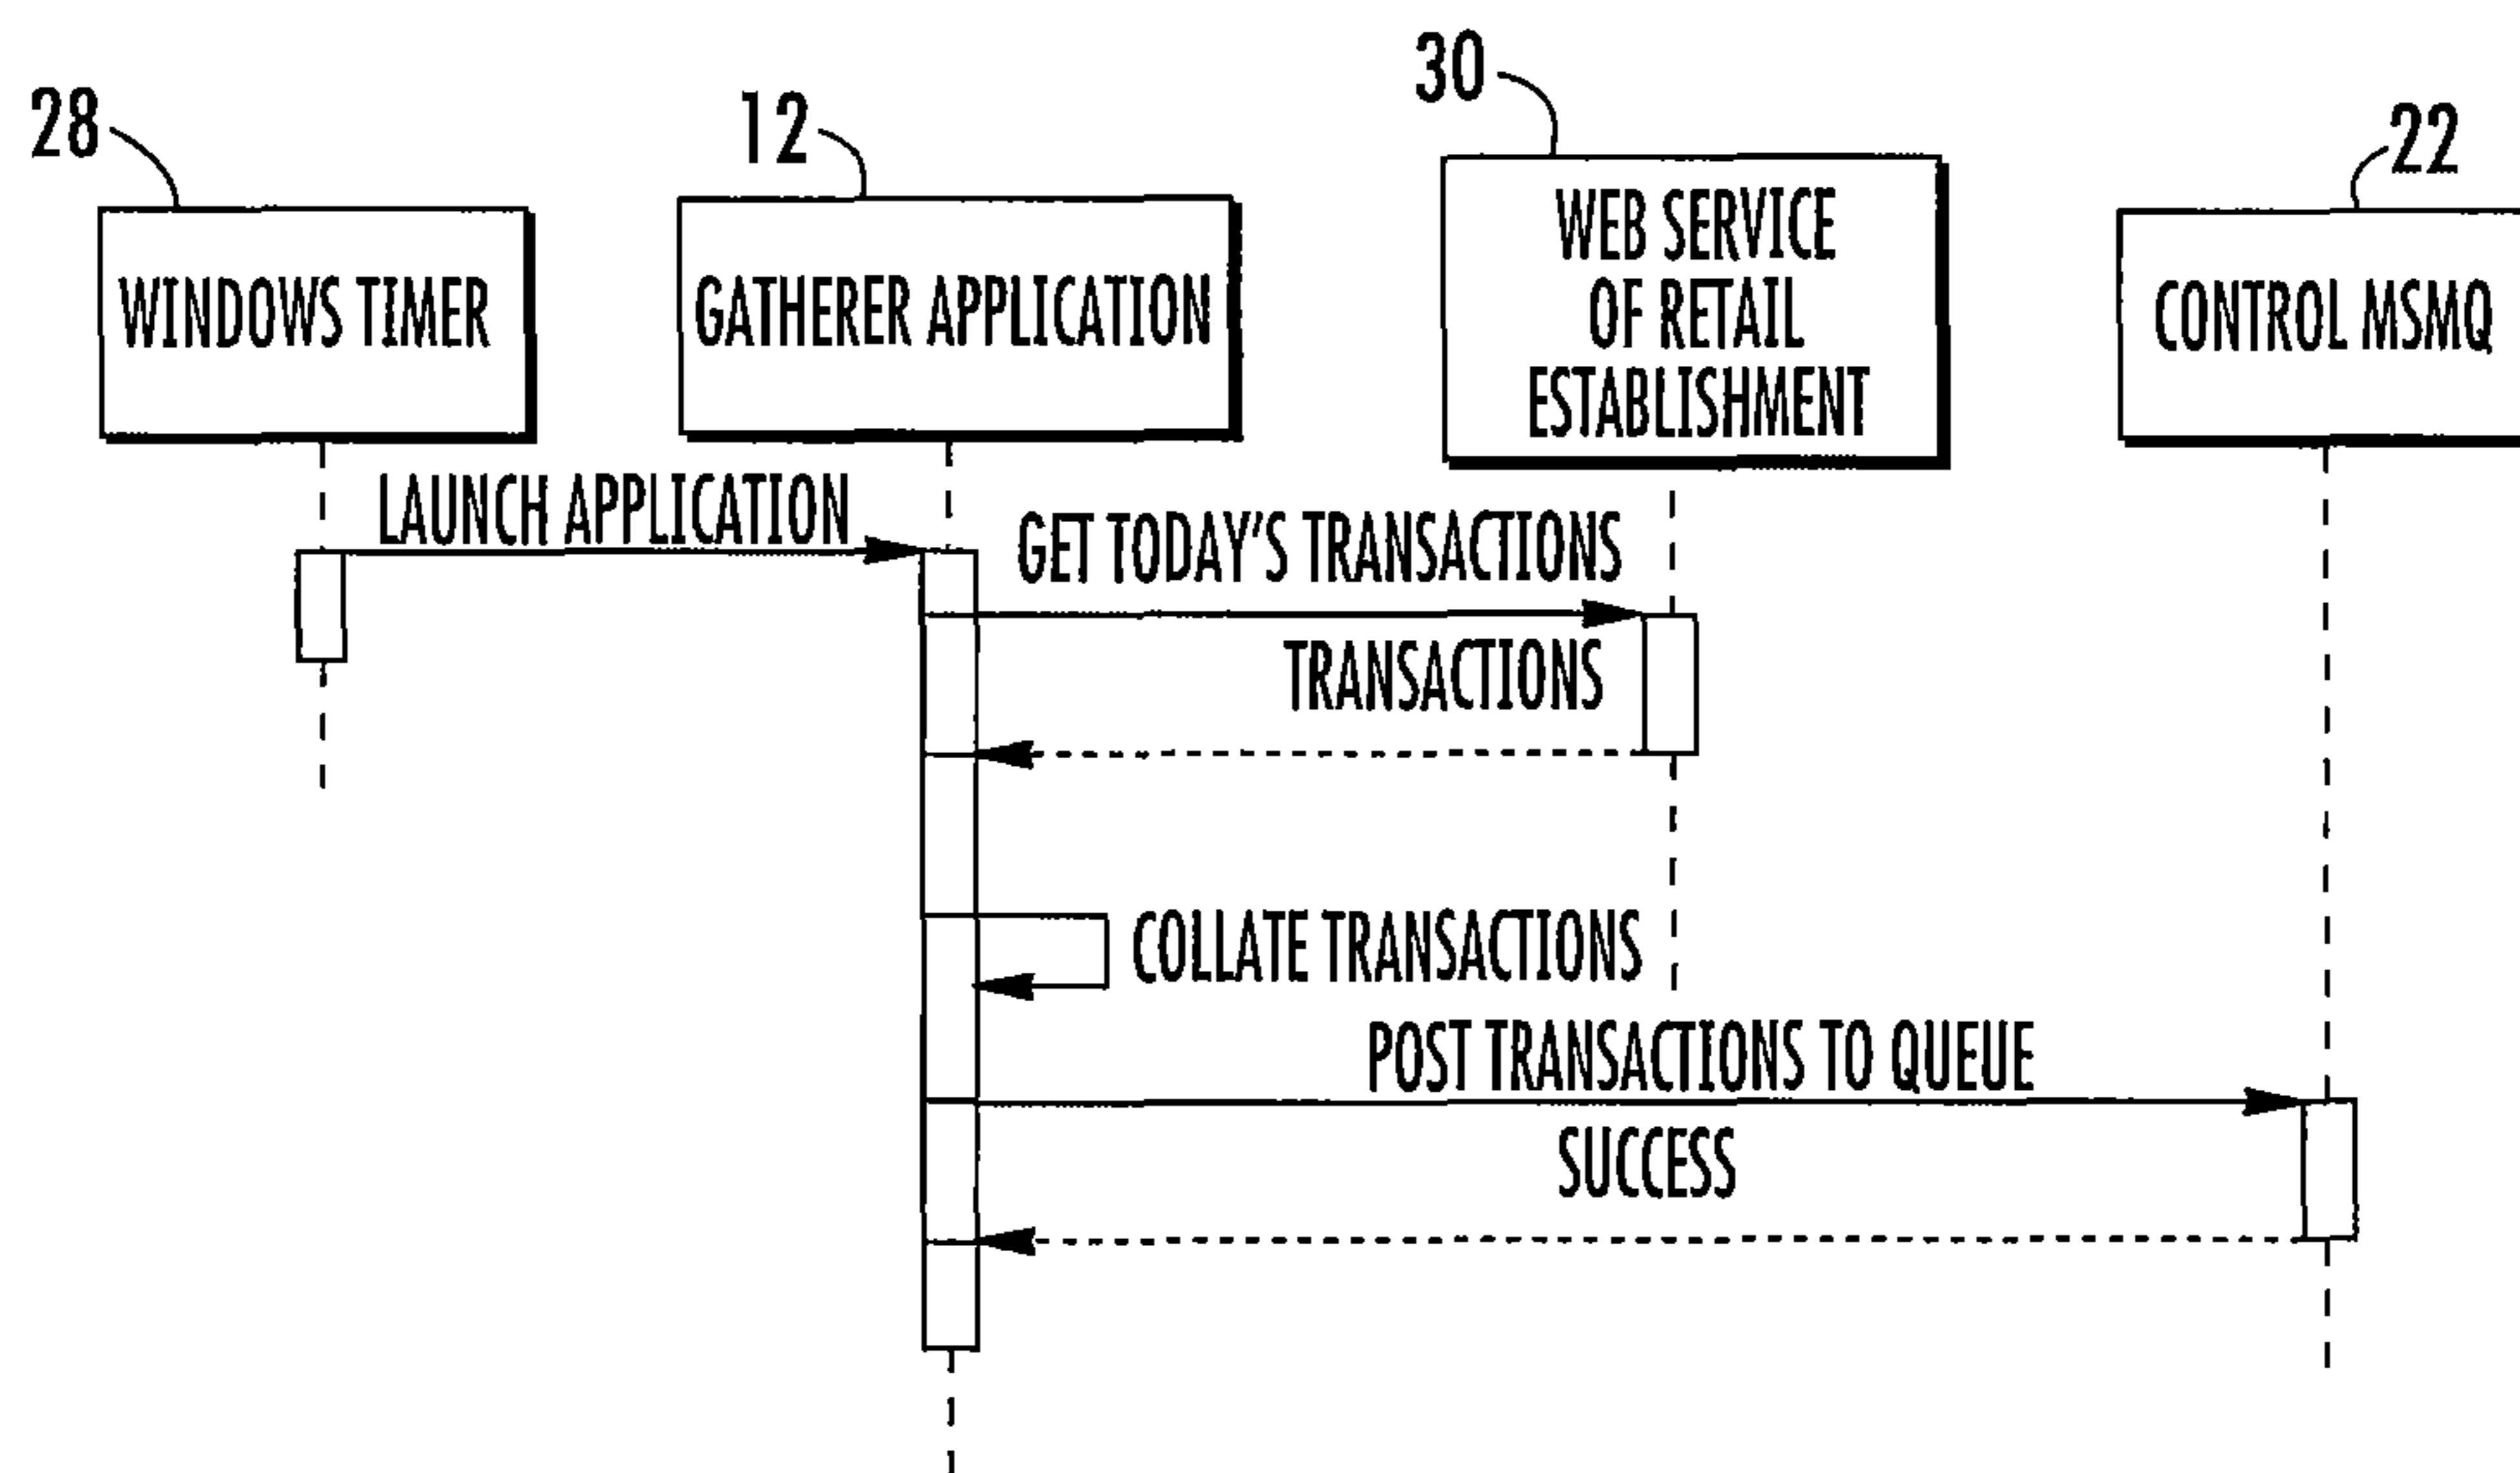 28
12
30
22
WINDOWS TIMER
GATHERER APPLICATION
WEB SERVICE
OF RETAIL
ESTABLISHMENT
CONTROL MSMQ
LAUNCH APPLICATION
GET TODAY'S TRANSACTIONS
TRANSACTIONS
COLLATE TRANSACTIONS
POST TRANSACTIONS TO QUEUE
SUCCESS